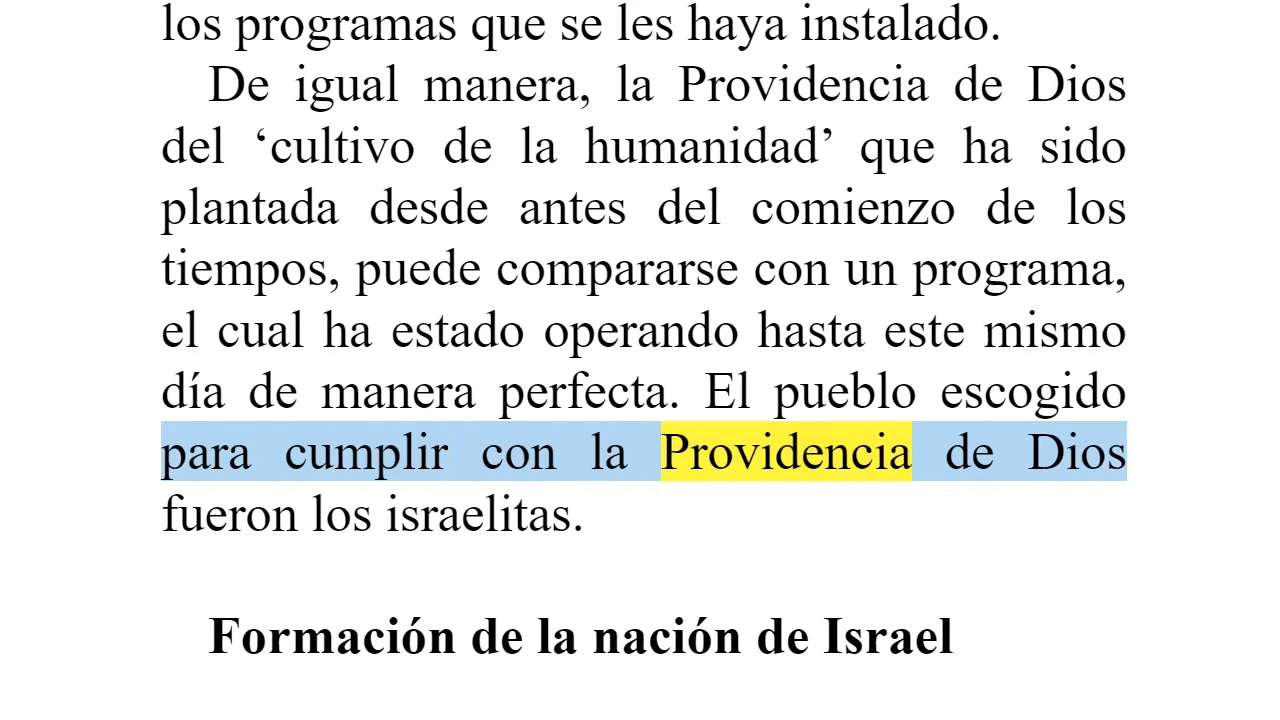 los programas que se les haya instalado.
De igual manera, la Providencia de Dios
del ‘cultivo de la humanidad’ que ha sido
plantada desde antes del comienzo de los
tiempos, puede compararse con un programa,
el cual ha estado operando hasta este mismo
día de manera perfecta. El pueblo escogido
para cumplir con la Providencia de Dios
fueron los israelitas.
Formación de la nación de Israel